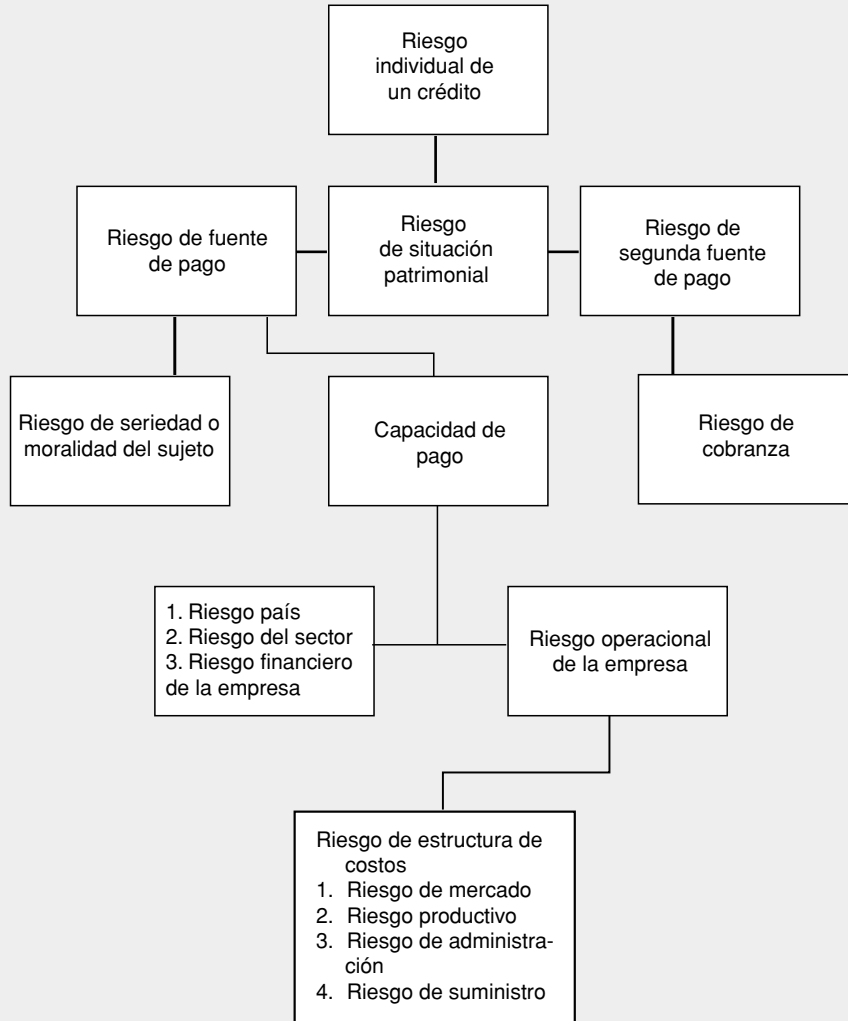 Riesgo
individual de
un crédito
Riesgo de fuente
de pago
Riesgo
de situación
patrimonial
Riesgo de
segunda fuente
de pago
Riesgo de seriedad o
moralidad del sujeto
Capacidad de
pago
Riesgo de
cobranza
1. Riesgo país
2. Riesgo del sector
3. Riesgo financiero
de la empresa
Riesgo operacional
de la empresa
Riesgo de estructura de
costos
1. Riesgo de mercado
2. Riesgo productivo
3. Riesgo de administra-
ción
4. Riesgo de suministro